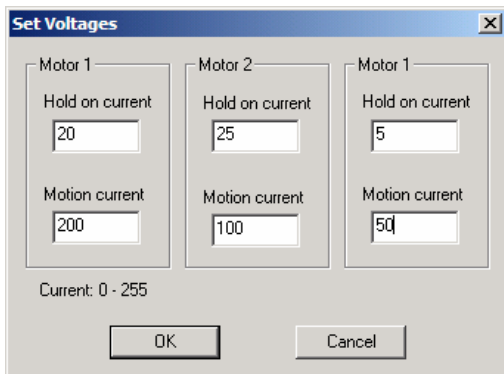 Set Voltages
Motor 1 Motor 2 Motor 1
Hold on current Hold on current Hold on current
20 25 5
Motion current Motion current Motion current
200 100 50
Current: 0 - 255
OK Cancel